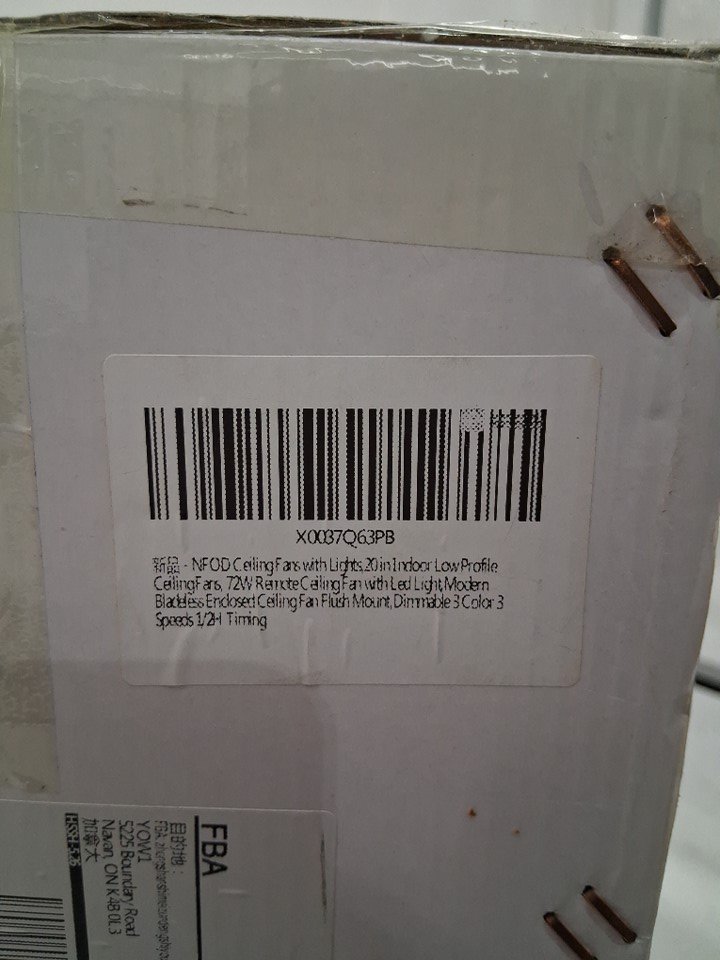 X0037Q63PB
新品 - NFOD Ceiling Fans with Lights,20 in Indoor Low Profile
Ceiling Fans, 72W Remote Ceiling Fan with Led Light,Modern
Bladeless Enclosed Ceiling Fan Flush Mount,Dimmable 3 Color 3
Speeds 1/2H Timing
FBA
目的地：
YOW1
5225 Boundary Road
Navan, ON K4B 0L3
加拿大